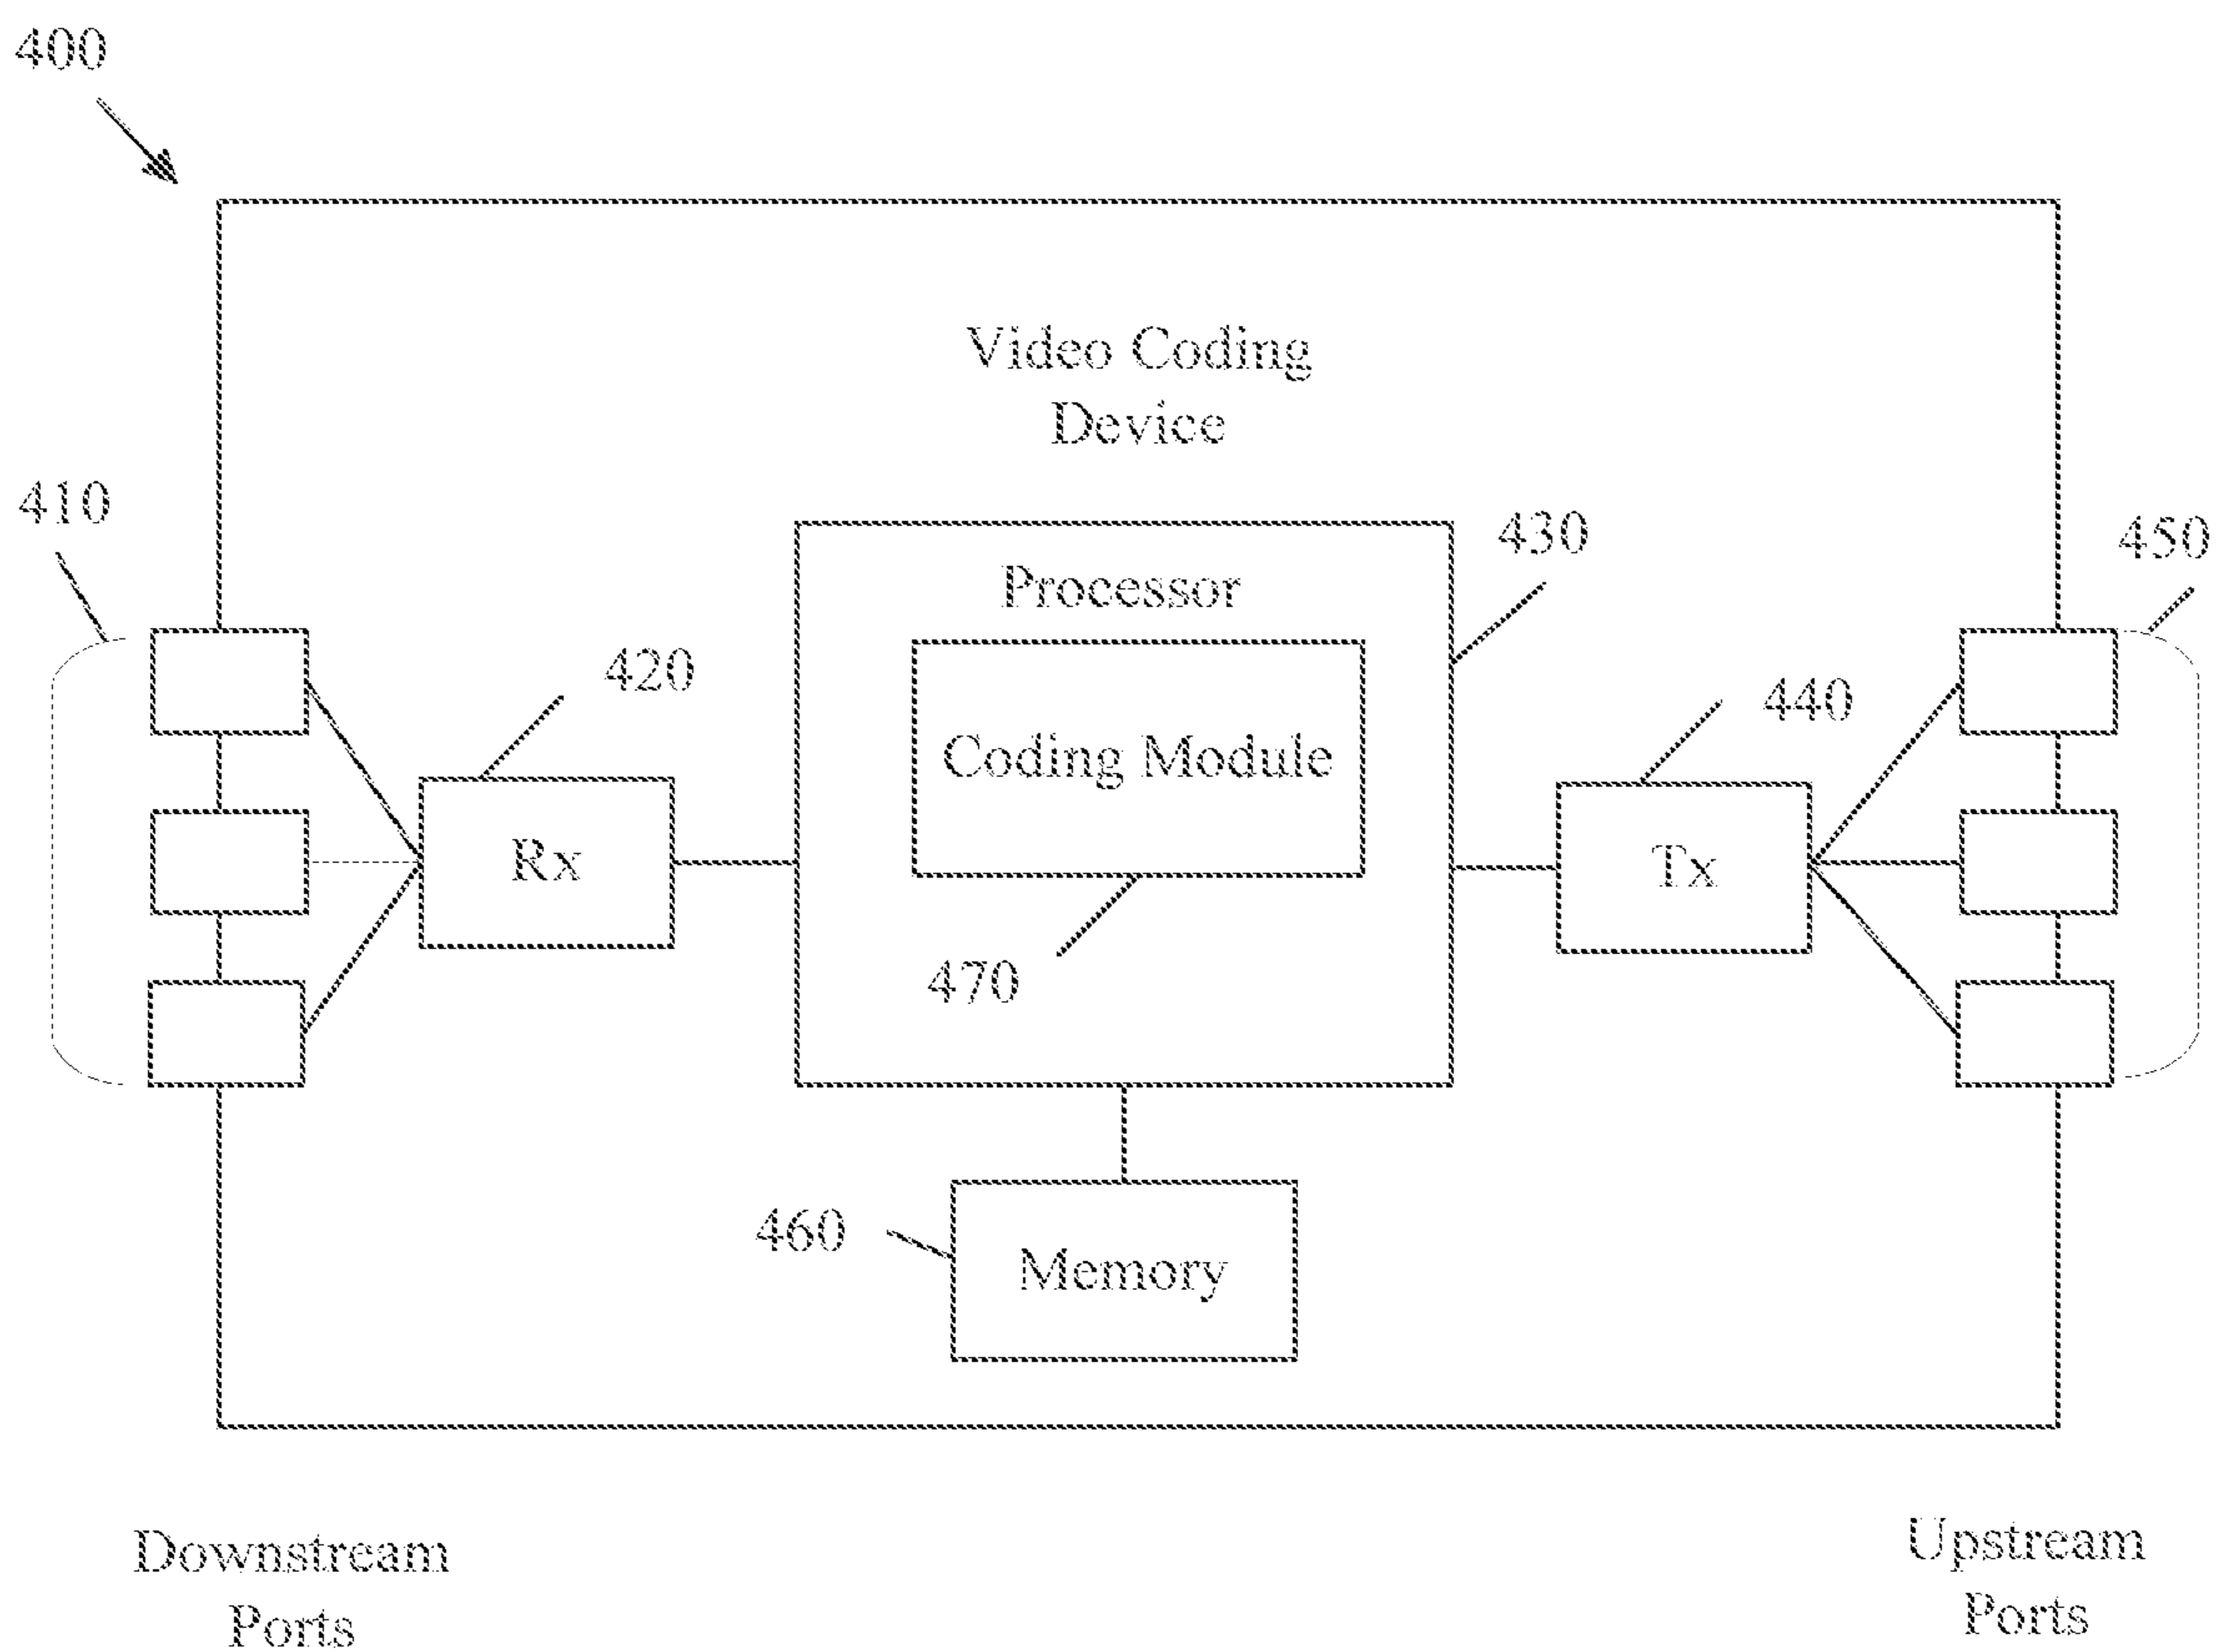 400
Video Coding
Device
410
430
450
Processor
420
440
Coding Module
Rx
Tx
470
460
Memory
Downstream
Ports
Upstream
Ports